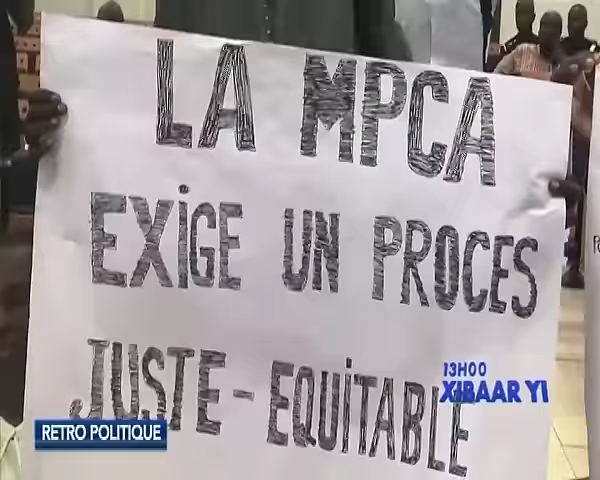 LA MPCA
EXIGE UN PROCES
JUSTE - EQUITABLE
13H00
XIBAAR YI
RETRO POLITIQUE